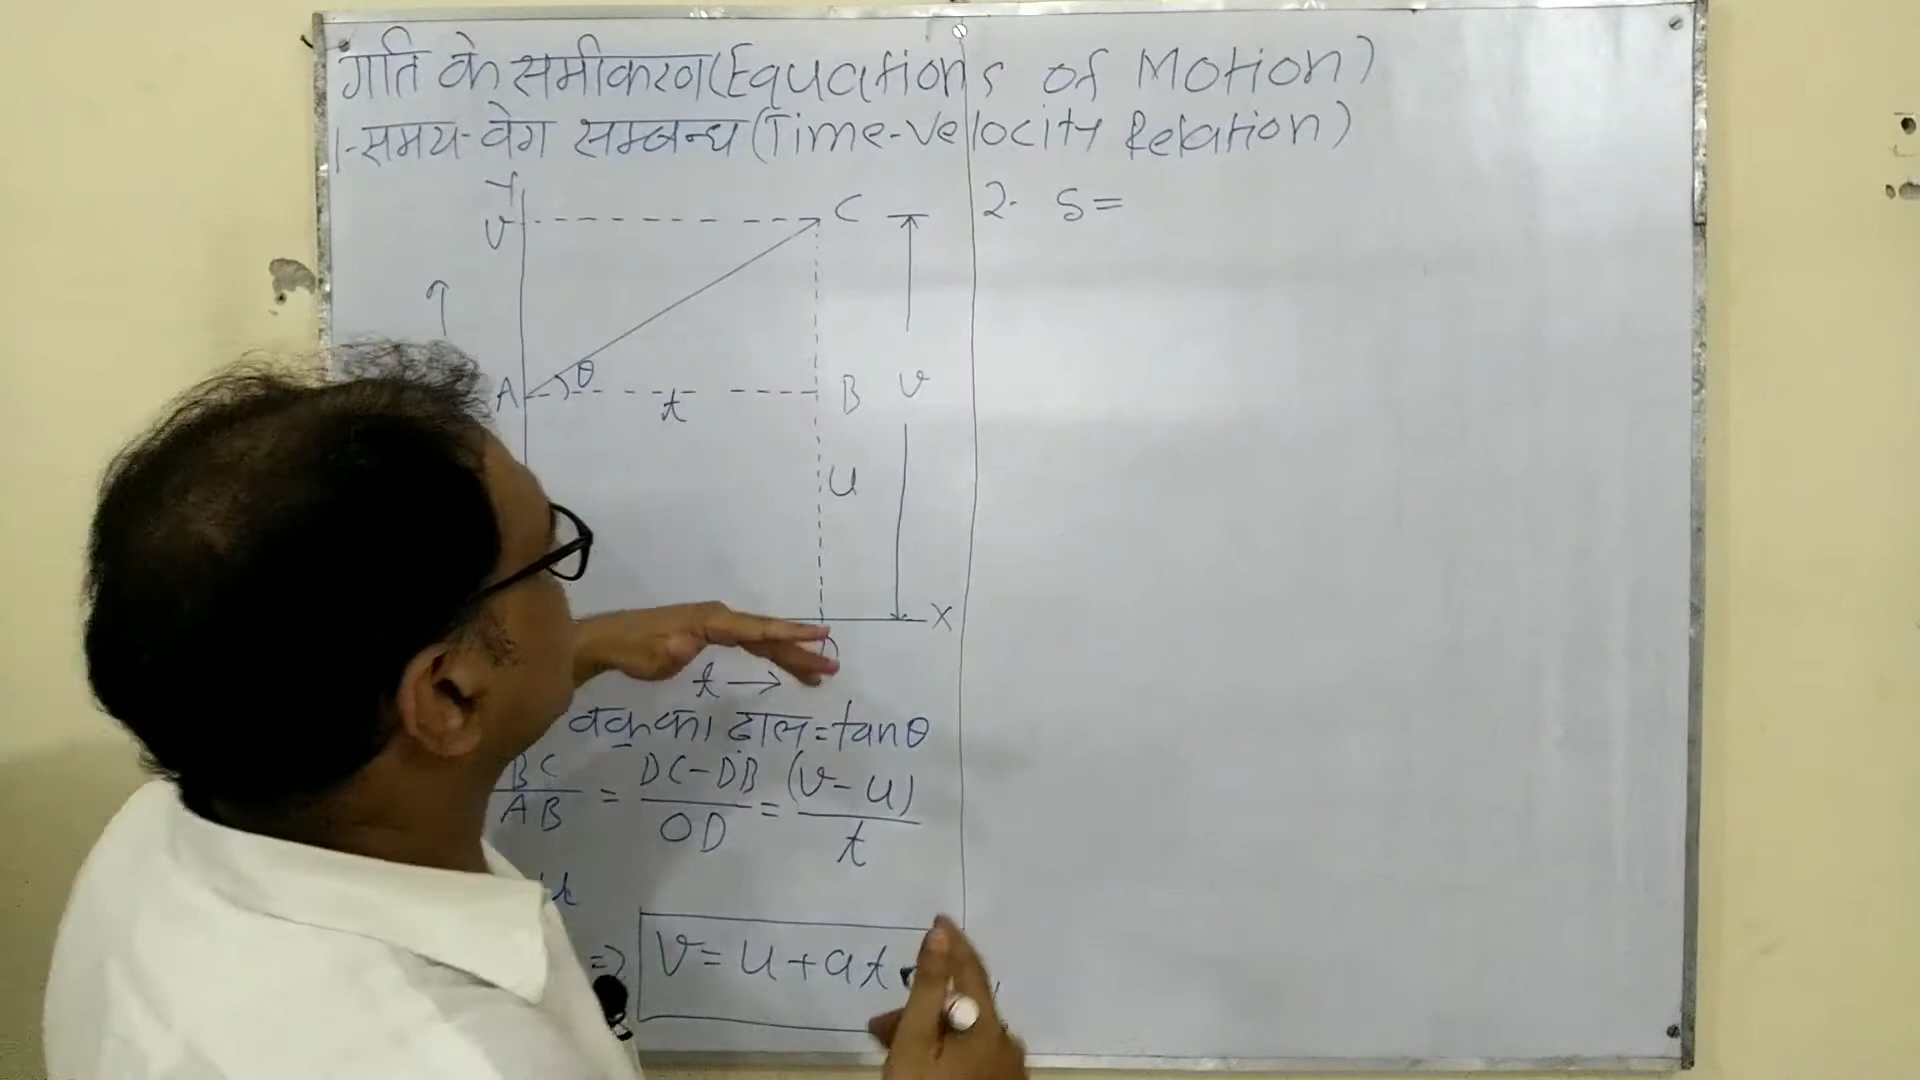 गति के समीकरण (Equations of Motion)
1-समय-वेग सम्बन्ध (Time-Velocity Relation)
Y
v
C
A
θ
t
B
v
u
X
D
t →
वक्र का ढाल = tanθ
BC/AB = DC-DB/OD = (v-u)/t
⇒ v = u + at
2. S =